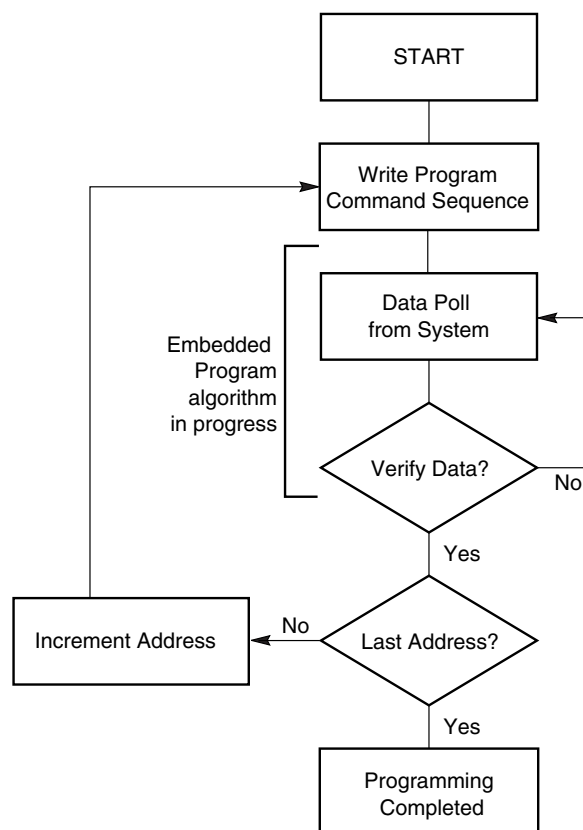 START
Write Program
Command Sequence
Data Poll
from System
Embedded
Program
algorithm
in progress
Verify Data?
No
Yes
Increment Address
No
Last Address?
Yes
Programming
Completed